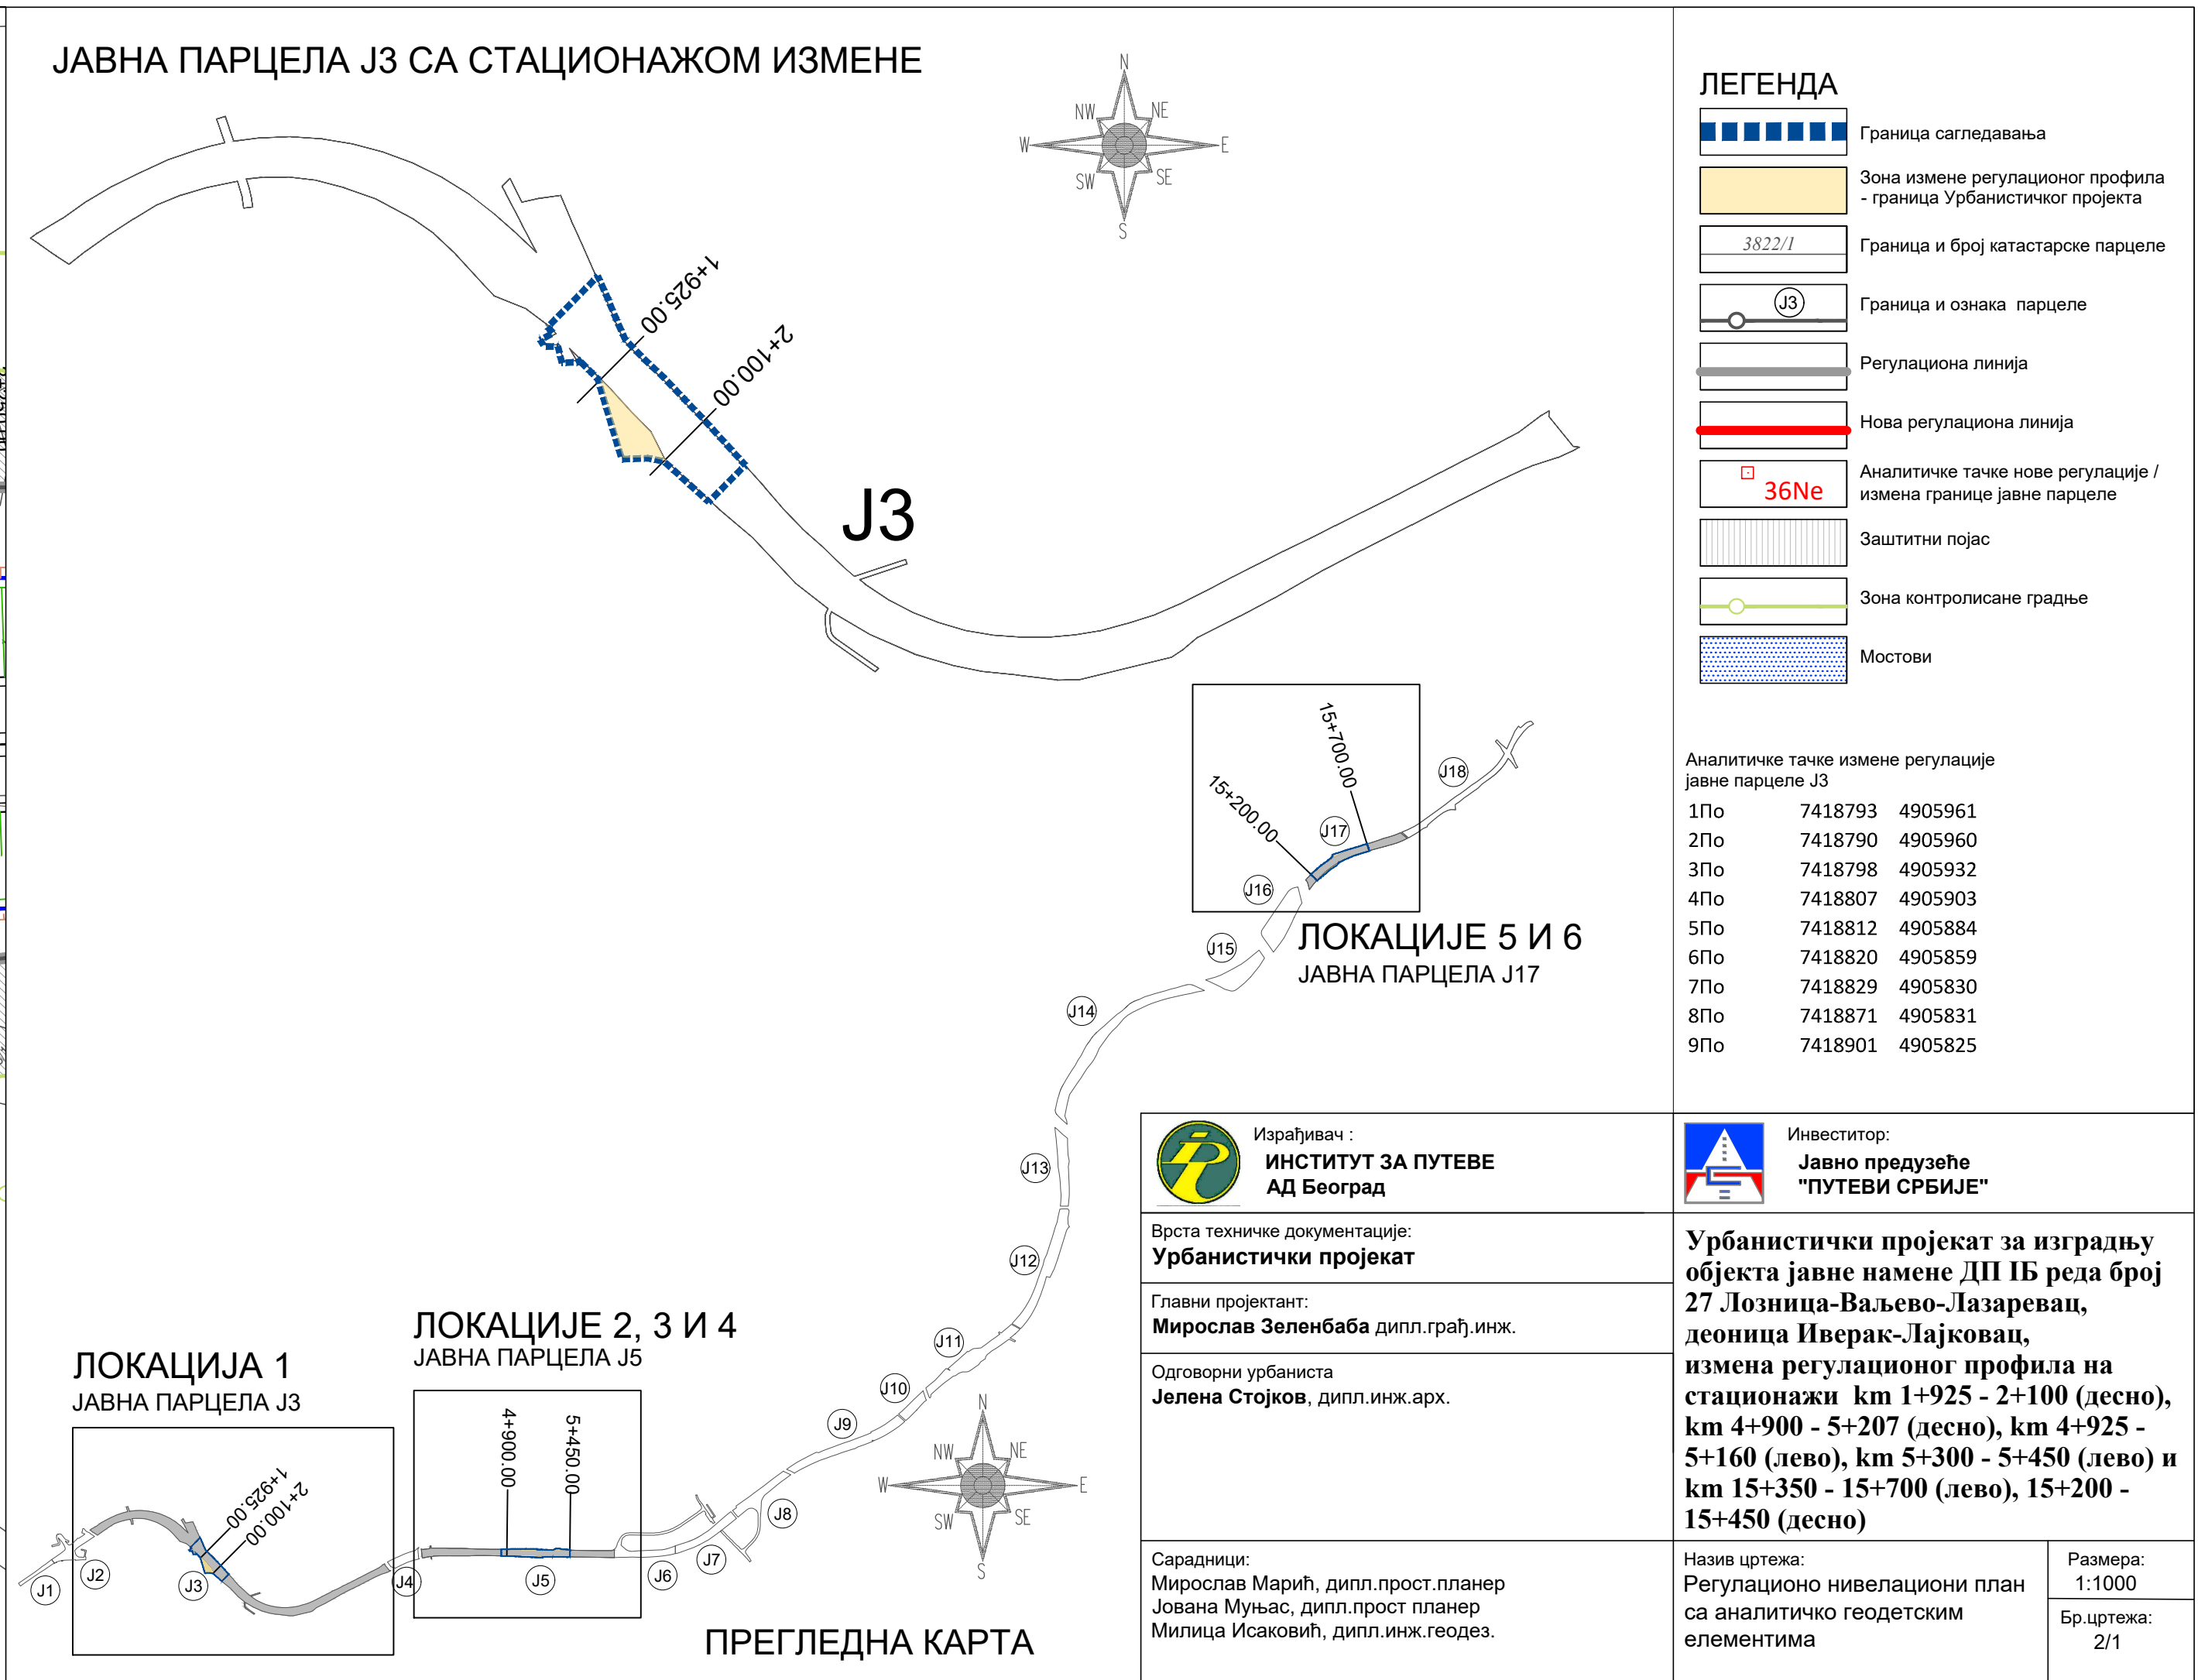 ЈАВНА ПАРЦЕЛА Ј3 СА СТАЦИОНАЖОМ ИЗМЕНЕ
N
NW
NE
W
E
SW
SE
S
1+925.00
2+100.00
J3
ЛЕГЕНДА
Граница сагледавања
Зона измене регулационог профила
- граница Урбанистичког пројекта
3822/1
Граница и број катастарске парцеле
J3
Граница и ознака парцеле
Регулациона линија
Нова регулациона линија
36Ne
Аналитичке тачке нове регулације /
измена границе јавне парцеле
Заштитни појас
Зона контролисане градње
Мостови
Аналитичке тачке измене регулације
јавне парцеле Ј3
1По 7418793 4905961
2По 7418790 4905960
3По 7418798 4905932
4По 7418807 4905903
5По 7418812 4905884
6По 7418820 4905859
7По 7418829 4905830
8По 7418871 4905831
9По 7418901 4905825
15+700.00
15+200.00
J18
J17
J16
J15
ЛОКАЦИЈЕ 5 И 6
ЈАВНА ПАРЦЕЛА Ј17
J14
J13
J12
J11
J10
J9
J8
J7
J6
ЛОКАЦИЈЕ 2, 3 И 4
ЈАВНА ПАРЦЕЛА Ј5
4+900.00
5+450.00
J5
J4
ЛОКАЦИЈА 1
ЈАВНА ПАРЦЕЛА Ј3
1+925.00
2+100.00
J3
J2
J1
N
NW
NE
W
E
SW
SE
S
ПРЕГЛЕДНА КАРТА
Израђивач :
ИНСТИТУТ ЗА ПУТЕВЕ
АД Београд
Инвеститор:
Јавно предузеће
"ПУТЕВИ СРБИЈЕ"
Врста техничке документације:
Урбанистички пројекат
Главни пројектант:
Мирослав Зеленбаба дипл.грађ.инж.
Одговорни урбаниста
Јелена Стојков, дипл.инж.арх.
Сарадници:
Мирослав Марић, дипл.прост.планер
Јована Муњас, дипл.прост планер
Милица Исаковић, дипл.инж.геодез.
Урбанистички пројекат за изградњу
објекта јавне намене ДП IБ реда број
27 Лозница-Ваљево-Лазаревац,
деоница Иверак-Лајковац,
измена регулационог профила на
стационажи km 1+925 - 2+100 (десно),
km 4+900 - 5+207 (десно), km 4+925 -
5+160 (лево), km 5+300 - 5+450 (лево) и
km 15+350 - 15+700 (лево), 15+200 -
15+450 (десно)
Назив цртежа:
Регулационо нивелациони план
са аналитичко геодетским
елементима
Размера:
1:1000
Бр.цртежа:
2/1